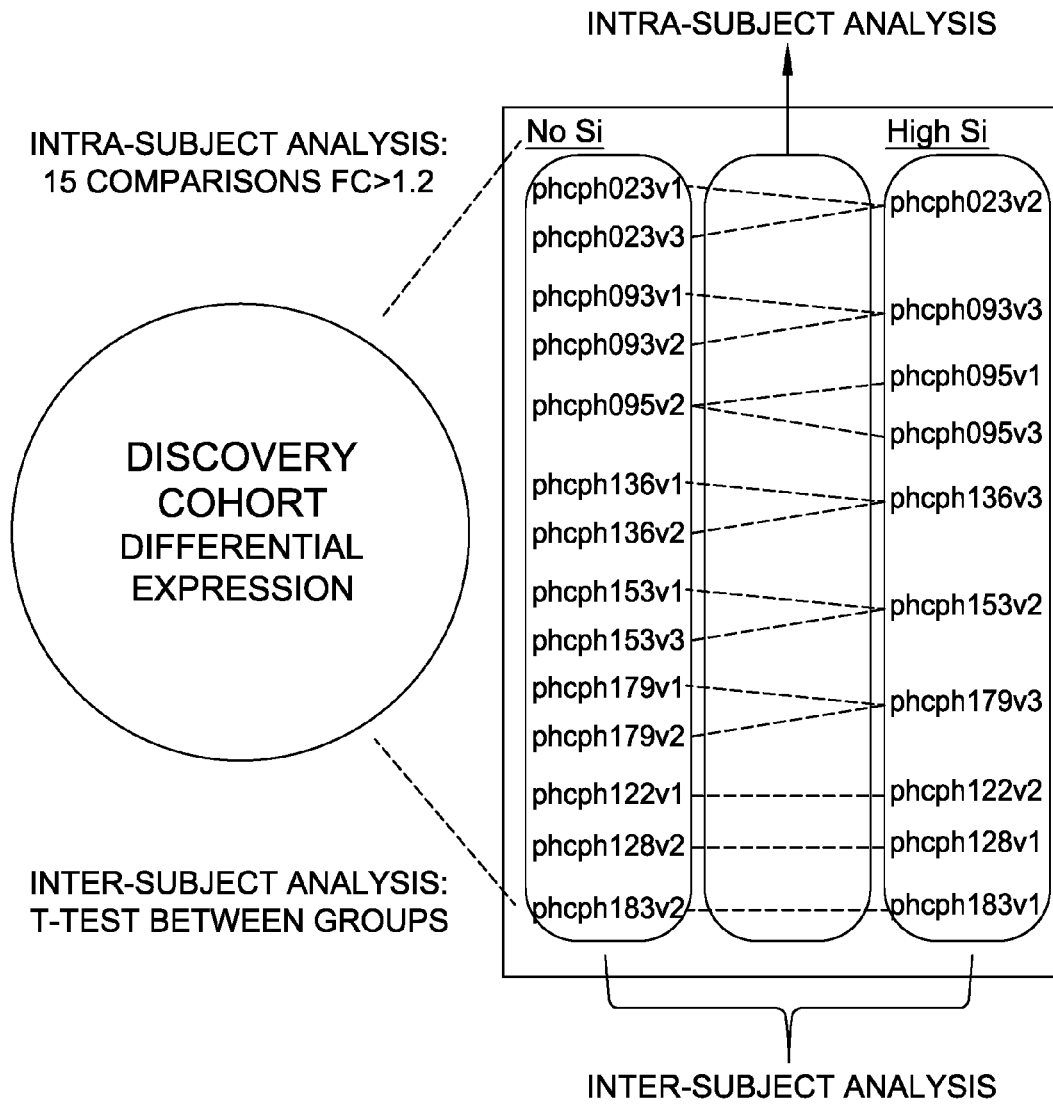 INTRA-SUBJECT ANALYSIS
INTRA-SUBJECT ANALYSIS:
15 COMPARISONS FC>1.2
DISCOVERY
COHORT
DIFFERENTIAL
EXPRESSION
INTER-SUBJECT ANALYSIS:
T-TEST BETWEEN GROUPS
No Si
phcph023v1
phcph023v3
phcph093v1
phcph093v2
phcph095v2
phcph136v1
phcph136v2
phcph153v1
phcph153v3
phcph179v1
phcph179v2
phcph122v1
phcph128v2
phcph183v2
High Si
phcph023v2
phcph093v3
phcph095v1
phcph095v3
phcph136v3
phcph153v2
phcph179v3
phcph122v2
phcph128v1
phcph183v1
INTER-SUBJECT ANALYSIS